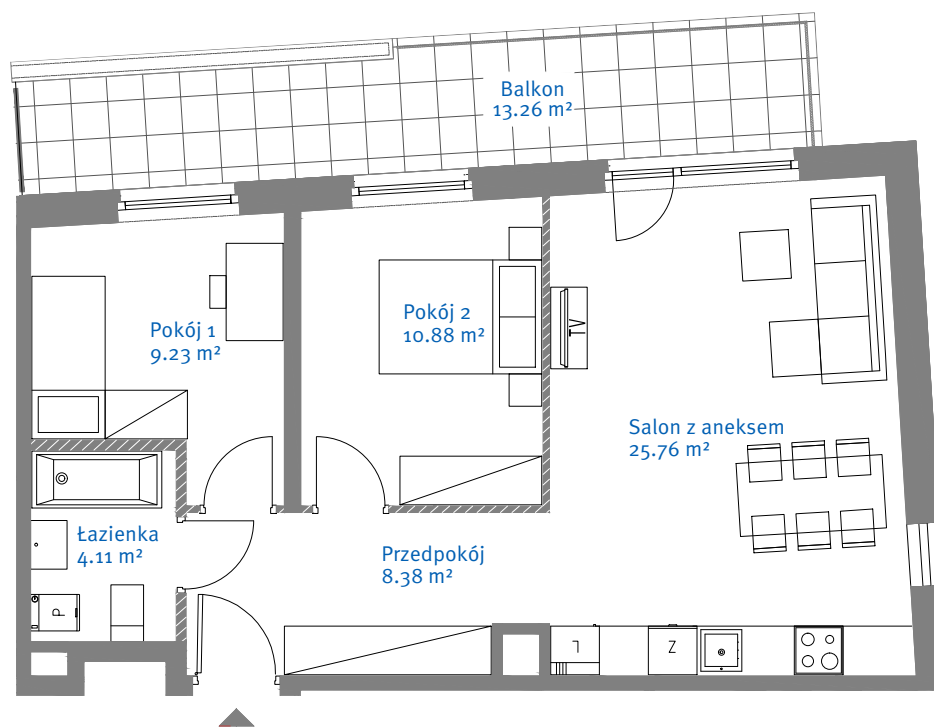 Balkon
13.26 m²
Pokój 1
9.23 m²
Pokój 2
10.88 m²
TV
Salon z aneksem
25.76 m²
Łazienka
4.11 m²
Przedpokój
8.38 m²
P
L
Z